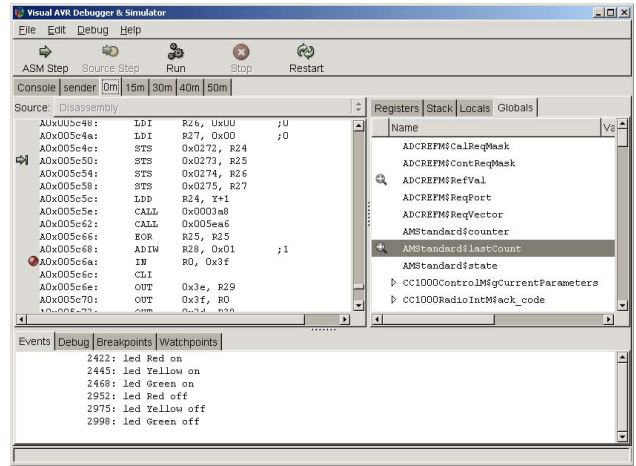 Visual AVR Debugger & Simulator
File Edit Debug Help
ASM Step Source Step Run Stop Restart
Console sender 0m 15m 30m 40m 50m
Source: Disassembly
A0x005c48: LDI R26, 0x00 ;0
A0x005c4a: LDI R27, 0x00 ;0
A0x005c4c: STS 0x0272, R24
A0x005c50: STS 0x0273, R25
A0x005c54: STS 0x0274, R26
A0x005c58: STS 0x0275, R27
A0x005c5c: LDD R24, Y+1
A0x005c5e: CALL 0x0003a8
A0x005c62: CALL 0x005ea6
A0x005c66: EOR R25, R25
A0x005c68: ADIW R28, 0x01 ;1
A0x005c6a: IN R0, 0x3f
A0x005c6c: CLI
A0x005c6e: OUT 0x3e, R29
A0x005c70: OUT 0x3f, R0
Registers Stack Locals Globals
Name Va
ADCREFM$CalReqMask
ADCREFM$ContReqMask
ADCREFM$RefVal
ADCREFM$ReqPort
ADCREFM$ReqVector
AMStandard$counter
AMStandard$lastCount
AMStandard$state
CC1000ControlM$gCurrentParameters
CC1000RadioIntM$ack_code
Events Debug Breakpoints Watchpoints
2422: led Red on
2445: led Yellow on
2468: led Green on
2952: led Red off
2975: led Yellow off
2998: led Green off